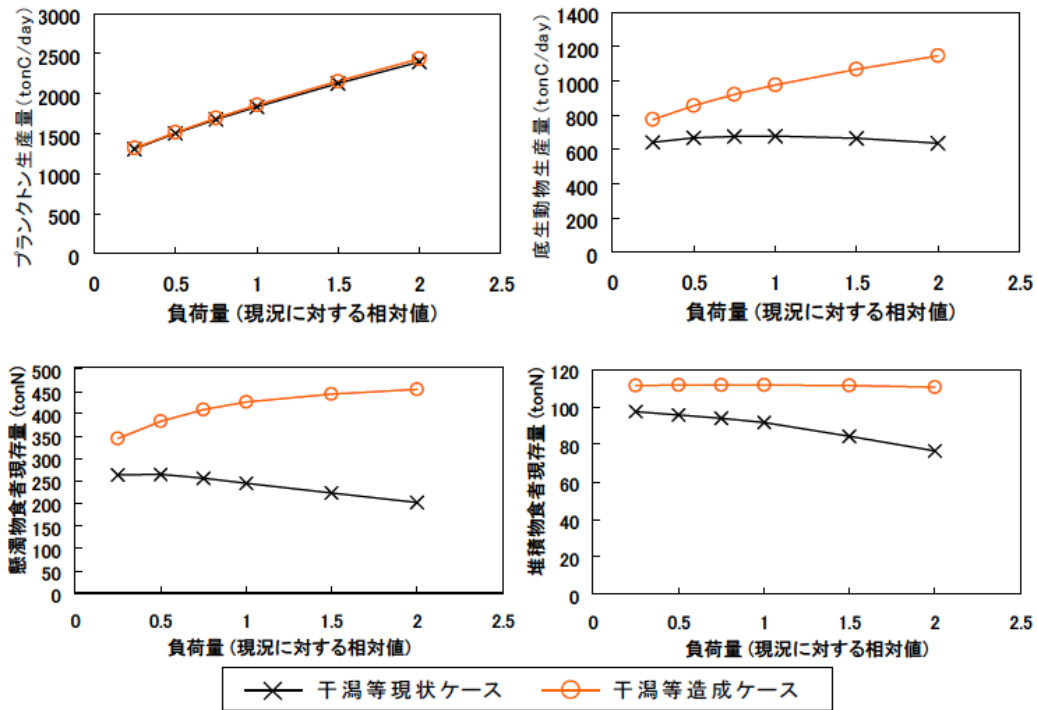 プランクトン生産量(tonC/day)
3000
2500
2000
1500
1000
500
0
0 0.5 1 1.5 2 2.5
負荷量(現況に対する相対値)
底生動物生産量(tonC/day)
1400
1200
1000
800
600
400
200
0
0 0.5 1 1.5 2 2.5
負荷量(現況に対する相対値)
懸濁物食者現存量(tonN)
500
450
400
350
300
250
200
150
100
50
0
0 0.5 1 1.5 2 2.5
負荷量(現況に対する相対値)
堆積物食者現存量(tonN)
120
100
80
60
40
20
0
0 0.5 1 1.5 2 2.5
負荷量(現況に対する相対値)
干潟等現状ケース 干潟等造成ケース